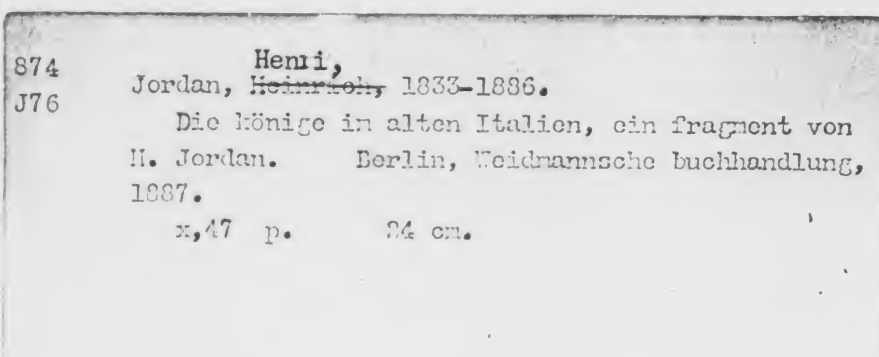 874 Henri,
J76 Jordan, Heinrich, 1833-1886.
Die könige in alten Italien, ein fragment von
H. Jordan. Berlin, Weidmannsche buchhandlung,
1887.
x,47 p. 24 cm.